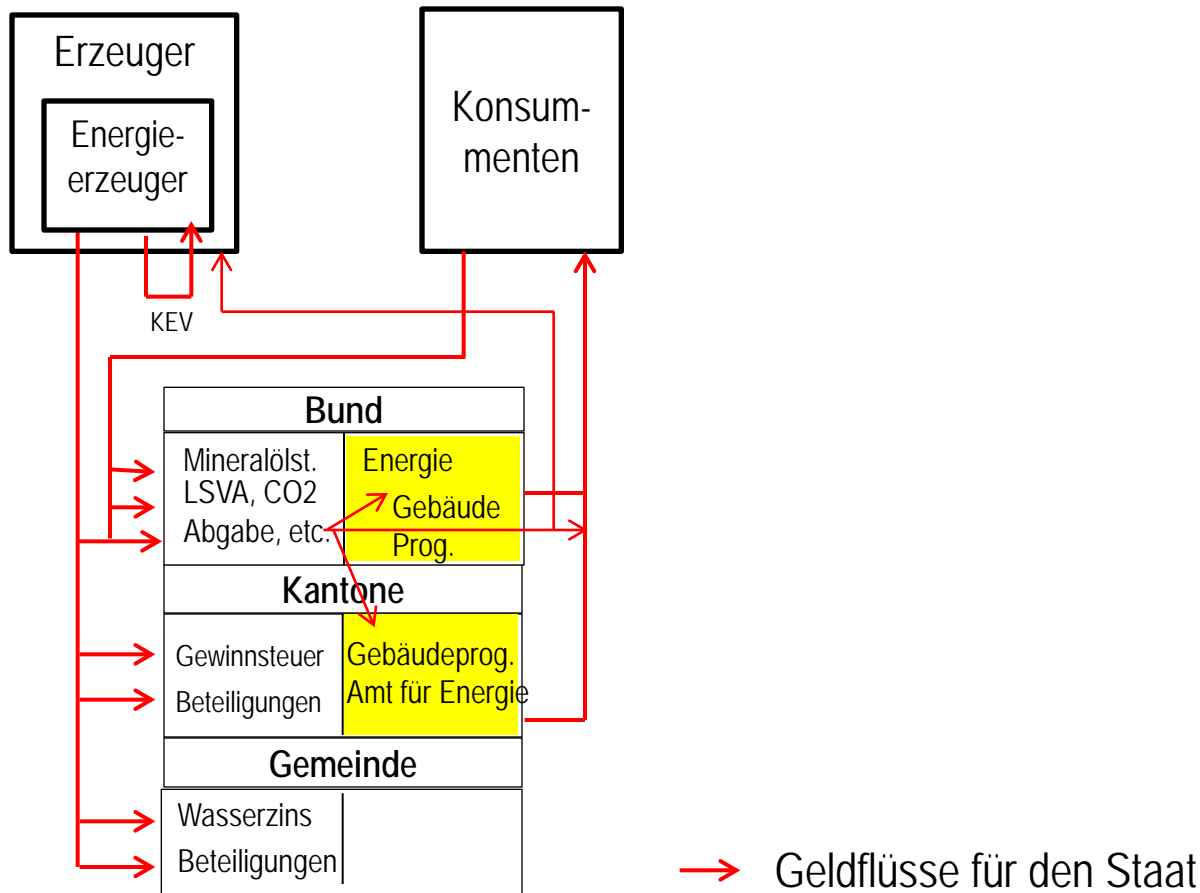 Erzeuger
Energie-
erzeuger
Konsum-
menten
KEV
Bund
Mineralölst.
LSVA, CO2
Abgabe, etc.
Energie
Gebäude
Prog.
Kantone
Gewinnsteuer
Beteiligungen
Gebäudeprog.
Amt für Energie
Gemeinde
Wasserzins
Beteiligungen
Geldflüsse für den Staat